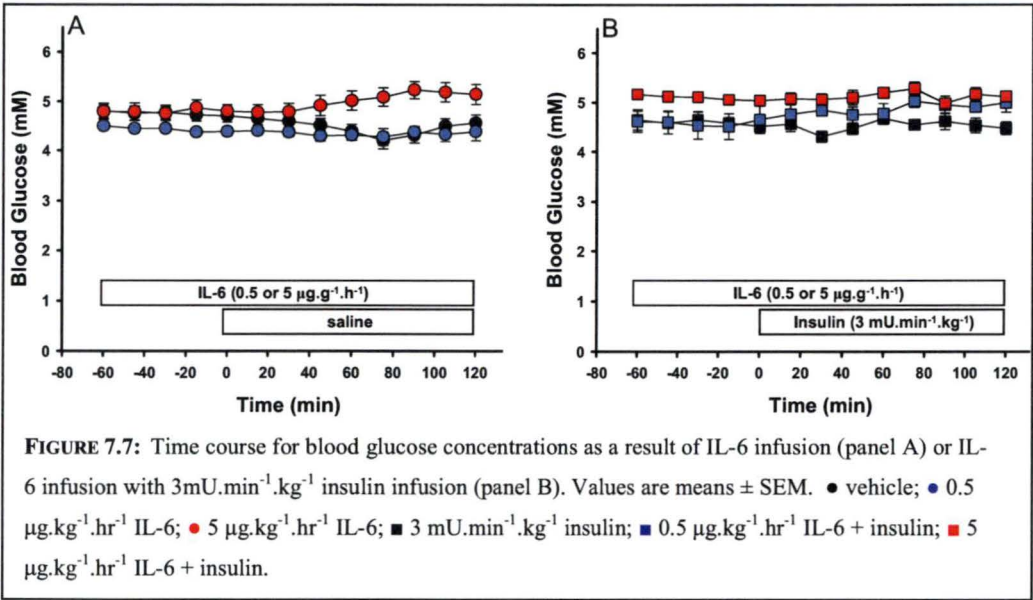 A
6
5
4
3
2
1
0
Blood Glucose (mM)
IL-6 (0.5 or 5 µg.g⁻¹.h⁻¹)
saline
-80 -60 -40 -20 0 20 40 60 80 100 120
Time (min)
B
6
5
4
3
2
1
0
Blood Glucose (mM)
IL-6 (0.5 or 5 µg.g⁻¹.h⁻¹)
Insulin (3 mU.min⁻¹.kg⁻¹)
-80 -60 -40 -20 0 20 40 60 80 100 120
Time (min)
FIGURE 7.7: Time course for blood glucose concentrations as a result of IL-6 infusion (panel A) or IL-
6 infusion with 3mU.min⁻¹.kg⁻¹ insulin infusion (panel B). Values are means ± SEM. ● vehicle; ● 0.5
µg.kg⁻¹.hr⁻¹ IL-6; ● 5 µg.kg⁻¹.hr⁻¹ IL-6; ■ 3 mU.min⁻¹.kg⁻¹ insulin; ■ 0.5 µg.kg⁻¹.hr⁻¹ IL-6 + insulin; ■ 5
µg.kg⁻¹.hr⁻¹ IL-6 + insulin.